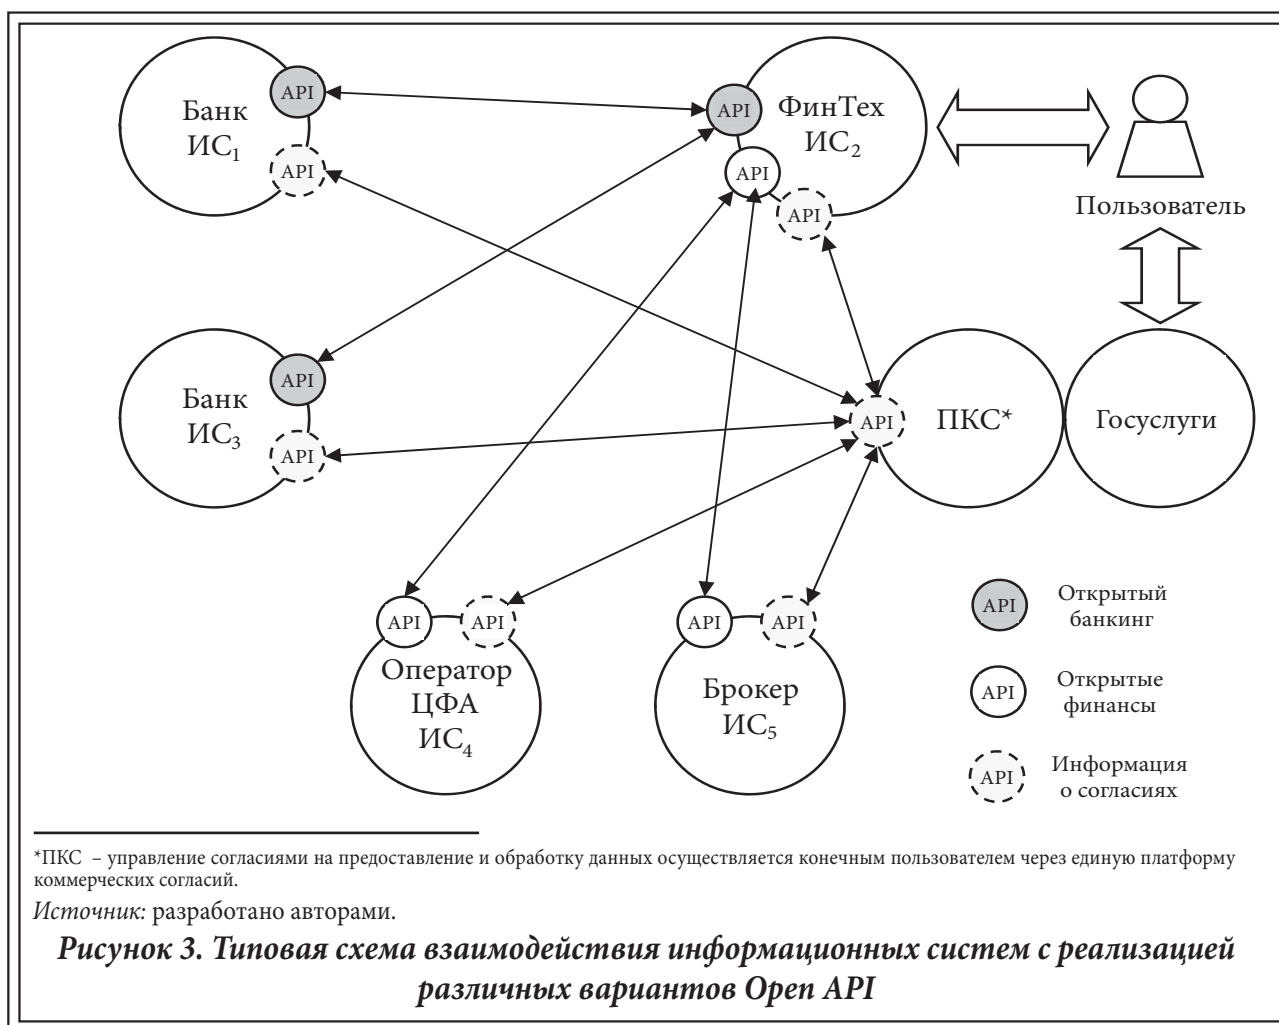 API
Банк
ИС₁
API
API
ФинТех
ИС₂
API
API
Пользователь
API
Банк
ИС₃
API
API
ПКС*
Госуслуги
API
API
Оператор
ЦФА
ИС₄
API
API
Брокер
ИС₅
API
Открытый
банкинг
API
Открытые
финансы
API
Информация
о согласиях
*ПКС – управление согласиями на предоставление и обработку данных осуществляется конечным пользователем через единую платформу
коммерческих согласий.
Источник: разработано авторами.
Рисунок 3. Типовая схема взаимодействия информационных систем с реализацией
различных вариантов Open API